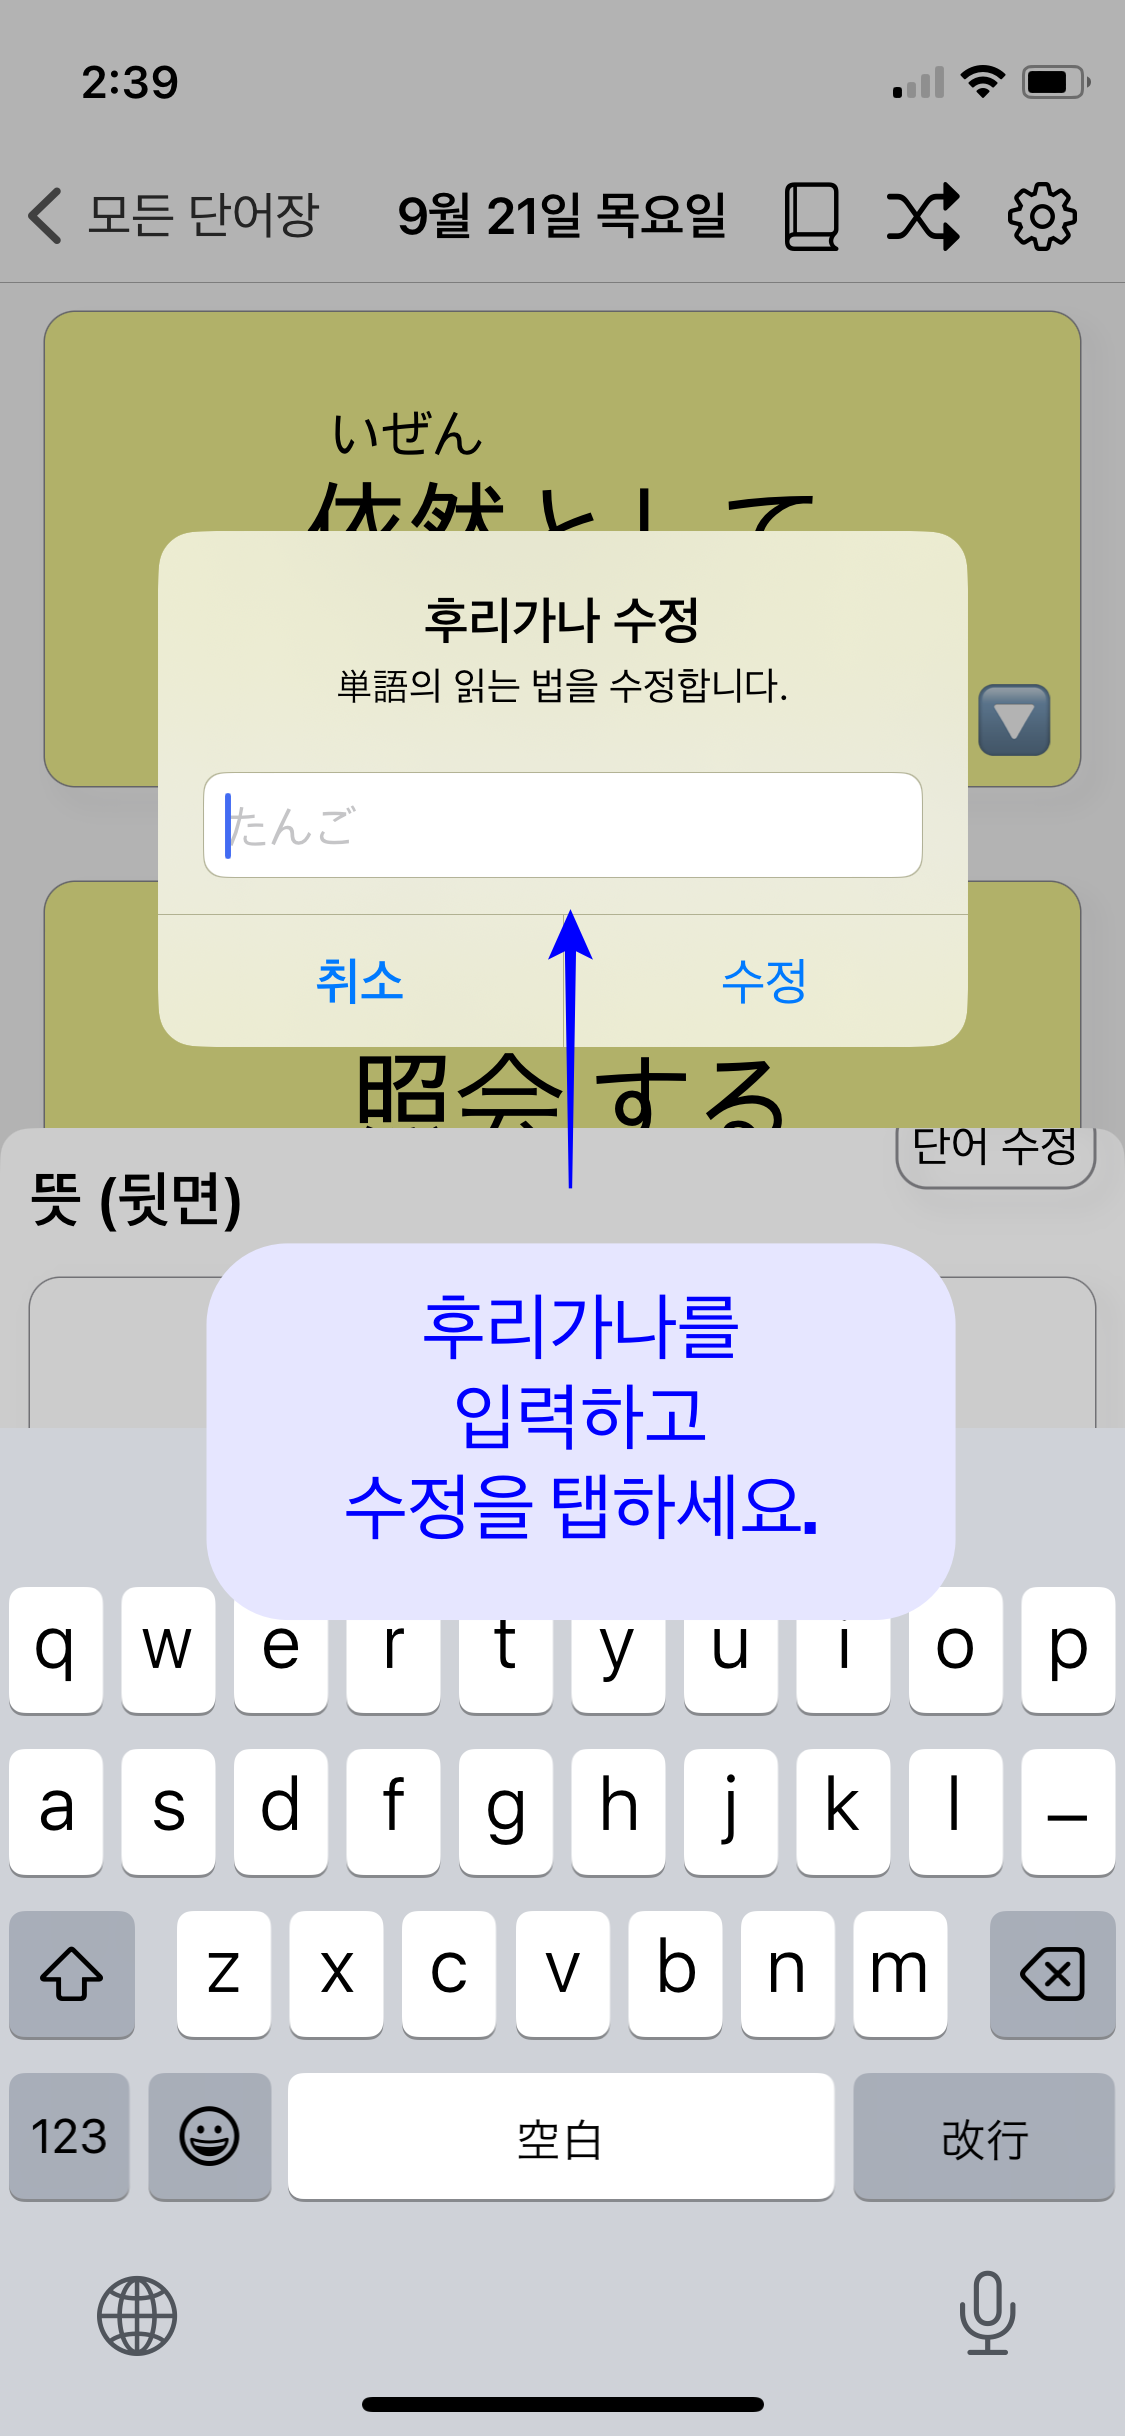 2:39
모든 단어장
9월 21일 목요일
いぜん
依然として
후리가나 수정
単語의 읽는 법을 수정합니다.
たんご
취소
수정
照会する
단어 수정
뜻 (뒷면)
후리가나를
입력하고
수정을 탭하세요.
q w e r t y u i o p
a s d f g h j k l _
z x c v b n m
123
空白
改行